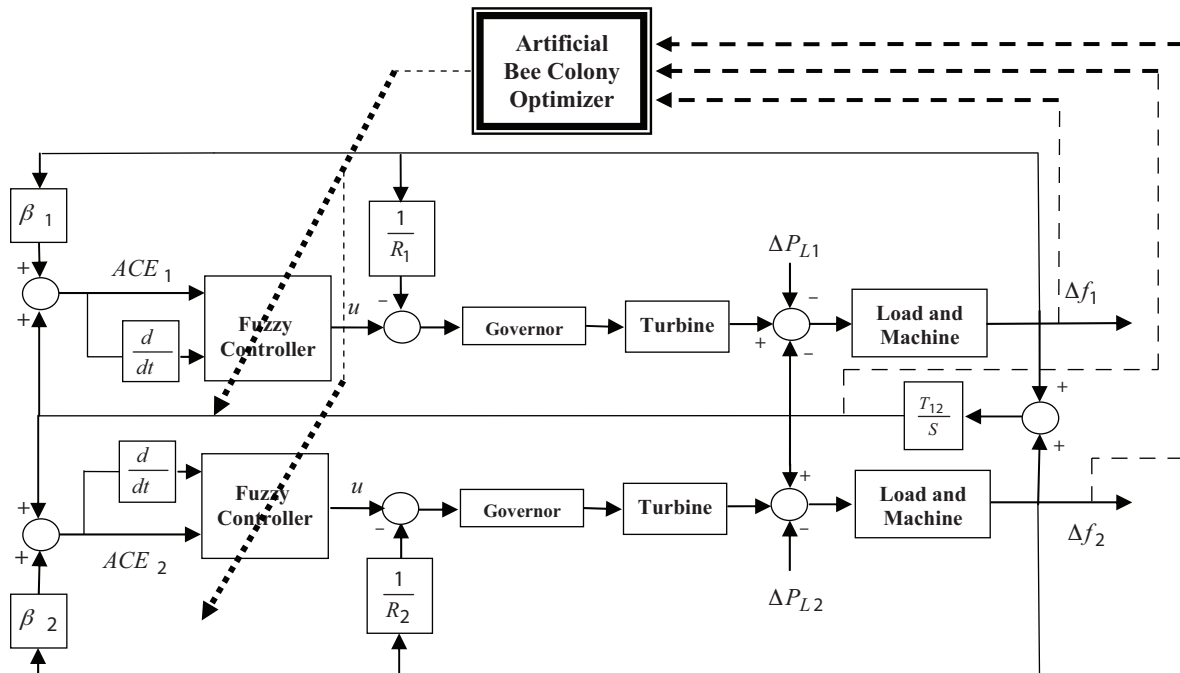 Artificial
Bee Colony
Optimizer
β 1
1
R1
ΔPL1
+
ACE 1
+
−
−
Δf1
u
Fuzzy
Controller
Governor
Turbine
Load and
Machine
+
−
d
dt
+
T12
S
+
d
dt
+
Fuzzy
Controller
u
+
Governor
Turbine
Load and
Machine
−
−
+
ACE 2
Δf2
β 2
1
R2
ΔPL2